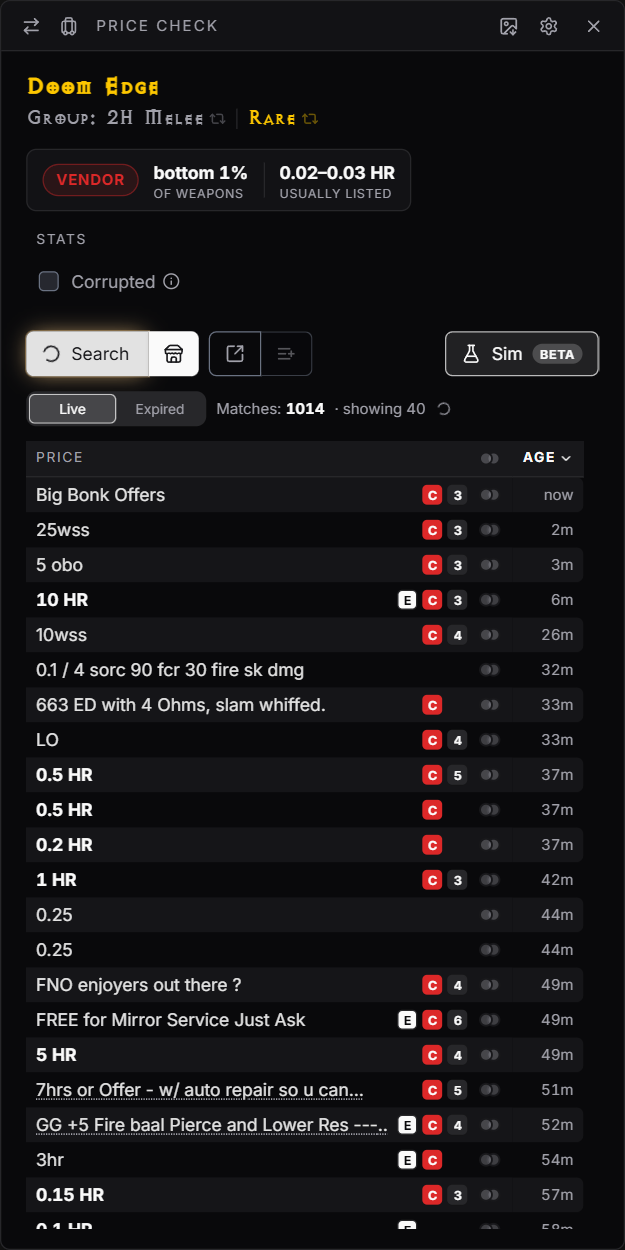 PRICE CHECK
Doom Edge
Group: 2H Melee | Rare
VENDOR bottom 1% 0.02–0.03 HR
OF WEAPONS USUALLY LISTED
STATS
Corrupted
Search Sim BETA
Live Expired Matches: 1014 · showing 40
PRICE AGE
Big Bonk Offers C 3 now
25wss C 3 2m
5 obo C 3 3m
10 HR E C 3 6m
10wss C 4 26m
0.1 / 4 sorc 90 fcr 30 fire sk dmg 32m
663 ED with 4 Ohms, slam whiffed. C 33m
LO C 4 33m
0.5 HR C 5 37m
0.5 HR C 37m
0.2 HR C 37m
1 HR C 3 42m
0.25 44m
0.25 44m
FNO enjoyers out there ? C 4 49m
FREE for Mirror Service Just Ask E C 6 49m
5 HR C 4 49m
7hrs or Offer - w/ auto repair so u can... C 5 51m
GG +5 Fire baal Pierce and Lower Res ---.. E C 4 52m
3hr E C 54m
0.15 HR C 3 57m
0.1 HR E 58m